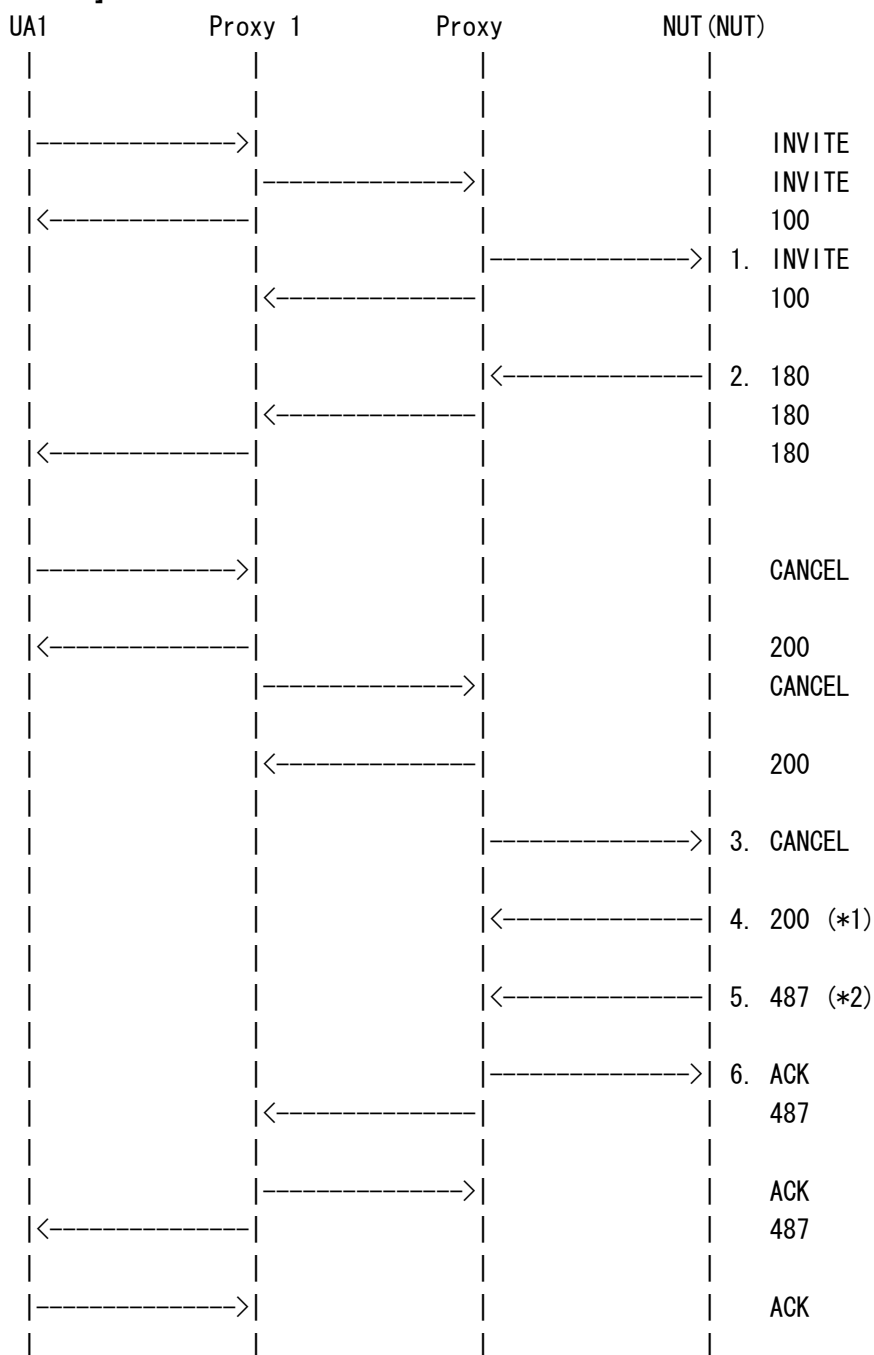 UA1 Proxy 1 Proxy NUT(NUT)
INVITE
INVITE
100
1. INVITE
100
2. 180
180
180
CANCEL
200
CANCEL
200
3. CANCEL
4. 200 (*1)
5. 487 (*2)
6. ACK
487
ACK
487
ACK